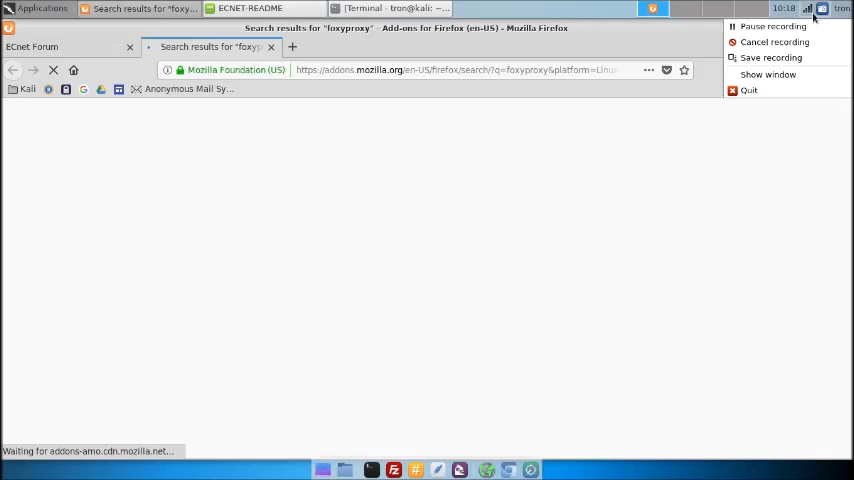 Applications
Search results for "foxy...
ECNET-README
[Terminal - tron@kali: ~...
10:18
tron
Search results for "foxyproxy" – Add-ons for Firefox (en-US) - Mozilla Firefox
Pause recording
Cancel recording
Save recording
Show window
Quit
ECnet Forum
Search results for "foxyp
Mozilla Foundation (US)
https://addons.mozilla.org/en-US/firefox/search/?q=foxyproxy&platform=Linu
Kali
Anonymous Mail Sy...
Waiting for addons-amo.cdn.mozilla.net...